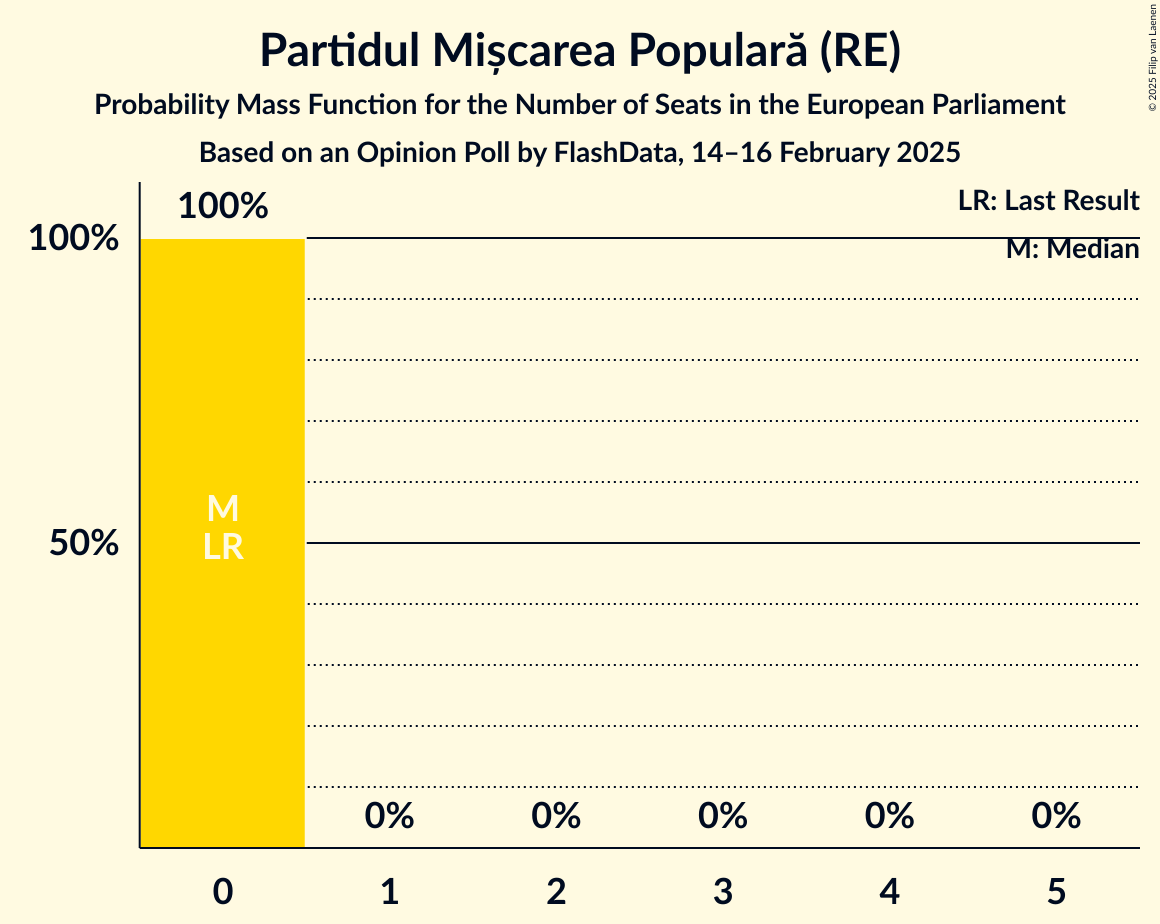 Partidul Mișcarea Populară (RE)
Probability Mass Function for the Number of Seats in the European Parliament
Based on an Opinion Poll by FlashData, 14–16 February 2025
© 2025 Filip van Laenen
LR: Last Result
M: Median
100%
100%
50%
M
LR
0%
0%
0%
0%
0%
0
1
2
3
4
5